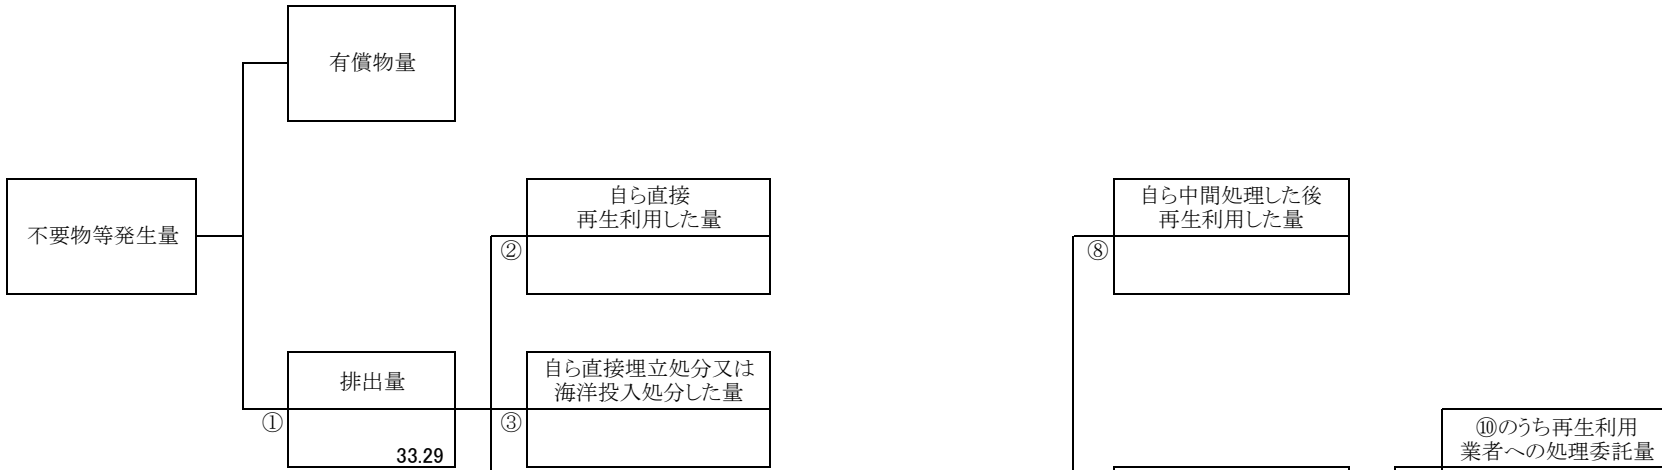 有償物量
不要物等発生量
自ら直接
再生利用した量
②
自ら中間処理した後
再生利用した量
⑧
排出量
①
33.29
自ら直接埋立処分又は
海洋投入処分した量
③
⑩のうち再生利用
業者への処理委託量